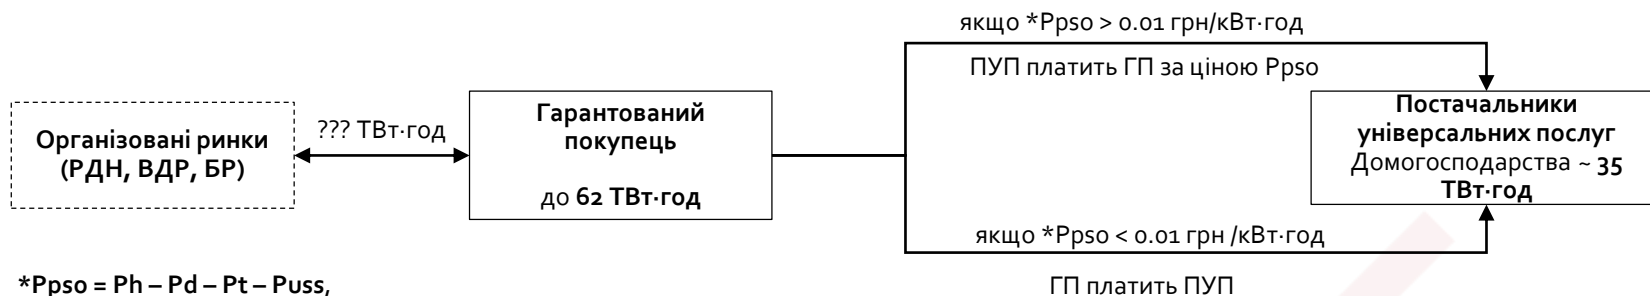 якщо *Ppso > 0.01 грн/кВт·год
ПУП платить ГП за ціною Ppso
Організовані ринки
(РДН, ВДР, БР)
??? ТВт·год
Гарантований
покупець
до 62 ТВт·год
Постачальники
універсальних послуг
Домогосподарства ~ 35
ТВт·год
якщо *Ppso < 0.01 грн /кВт·год
ГП платить ПУП
*Ppso = Ph – Pd – Pt – Puss,